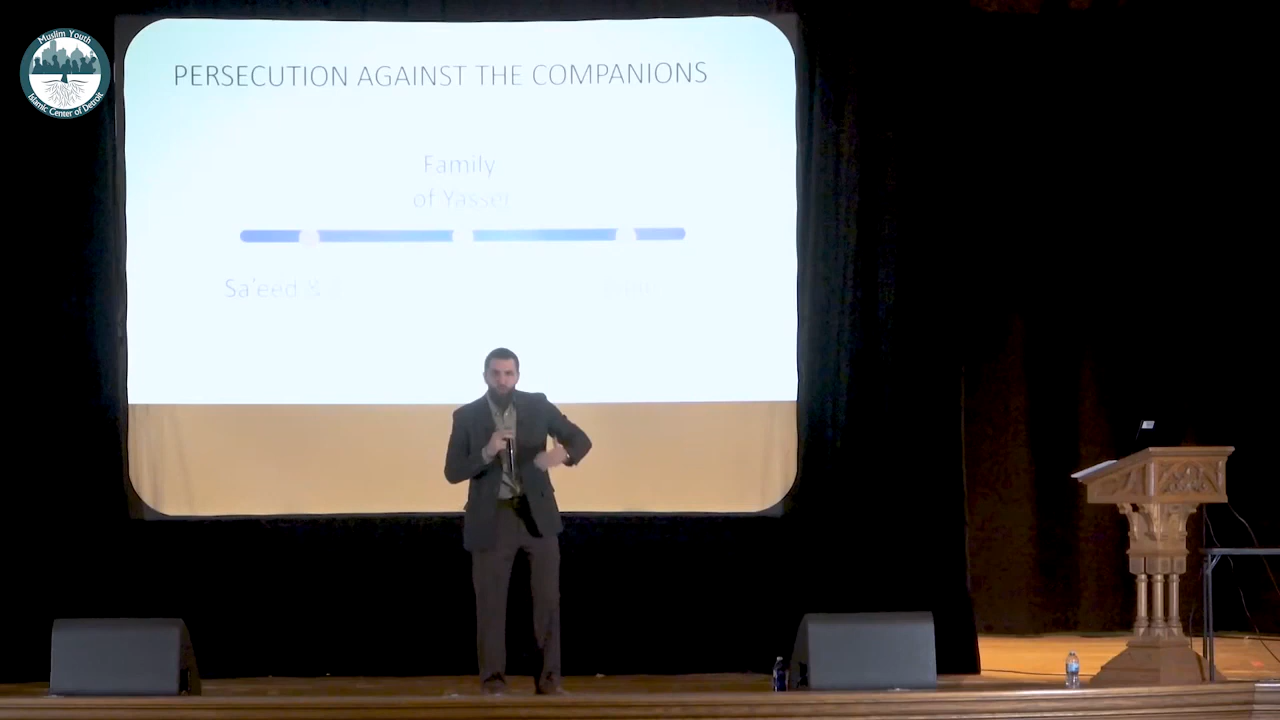 Muslim Youth
Islamic Center of Detroit
PERSECUTION AGAINST THE COMPANIONS
Family
of Yasser
Sa'eed &